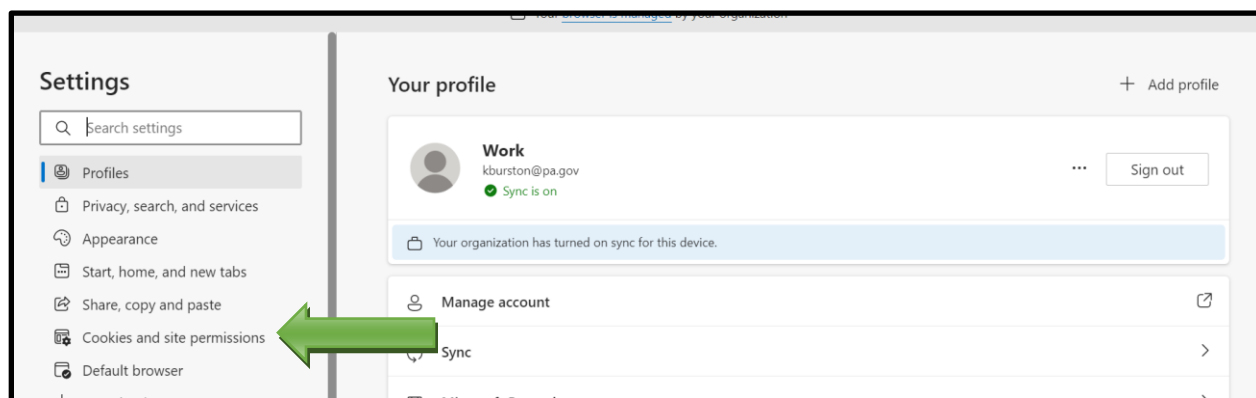 Your browser is managed by your organization
Settings
Search settings
Profiles
Privacy, search, and services
Appearance
Start, home, and new tabs
Share, copy and paste
Cookies and site permissions
Default browser
Your profile
Add profile
Work
kburston@pa.gov
Sync is on
Sign out
Your organization has turned on sync for this device.
Manage account
Sync